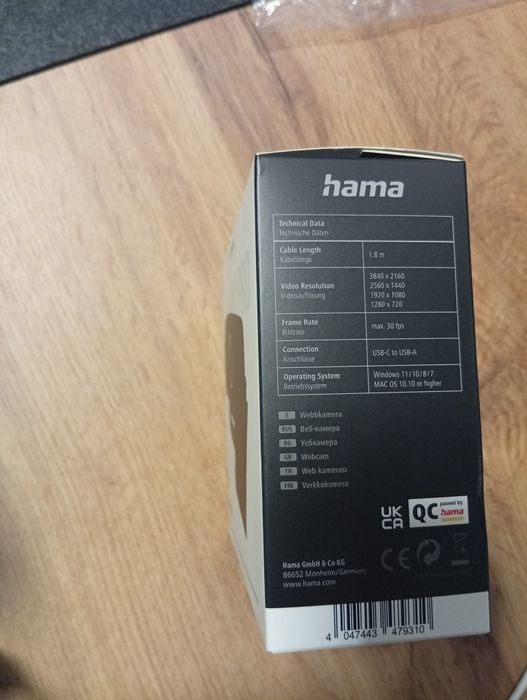 hama
Technical Data
Technische Daten
Cable Length
Kabellänge
1.8 m
Video Resolution
Videoauflösung
3840 x 2160
2560 x 1440
1920 x 1080
1280 x 720
Frame Rate
Bildrate
max. 30 fps
Connection
Anschlüsse
USB-C to USB-A
Operating System
Betriebssystem
Windows 11/10/8/7
MAC OS 10.10 or higher
S Webbkamera
RUS Веб-камера
BG Уебкамера
GR Webcam
TR Web kamerası
FIN Verkkokamera
UK
CA
QC passed by
hama
GERMANY
CE
Hama GmbH & Co KG
86652 Monheim/Germany
www.hama.com
4 047443 479310